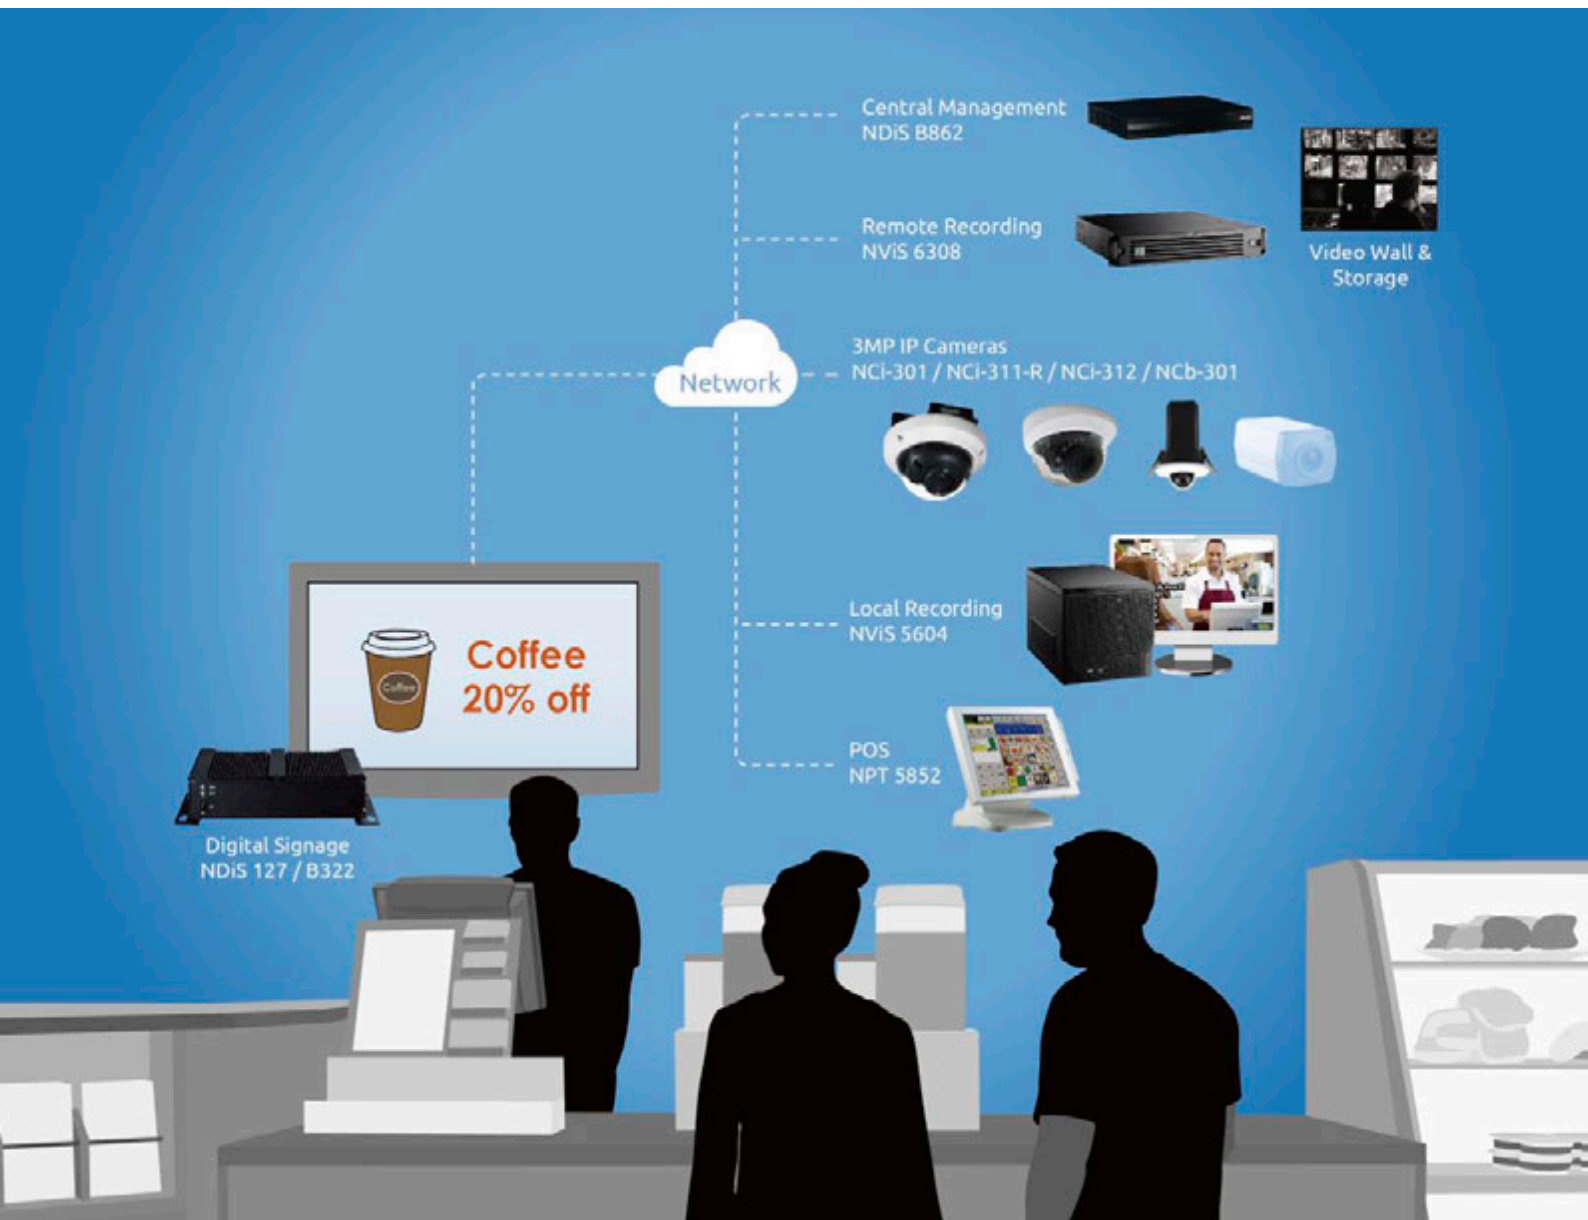 Central Management
NDiS B862
Remote Recording
NViS 6308
Video Wall &
Storage
3MP IP Cameras
NCi-301 / NCi-311-R / NCi-312 / NCb-301
Network
Local Recording
NViS 5604
Coffee
20% off
Coffee
POS
NPT 5852
Digital Signage
NDiS 127 / B322